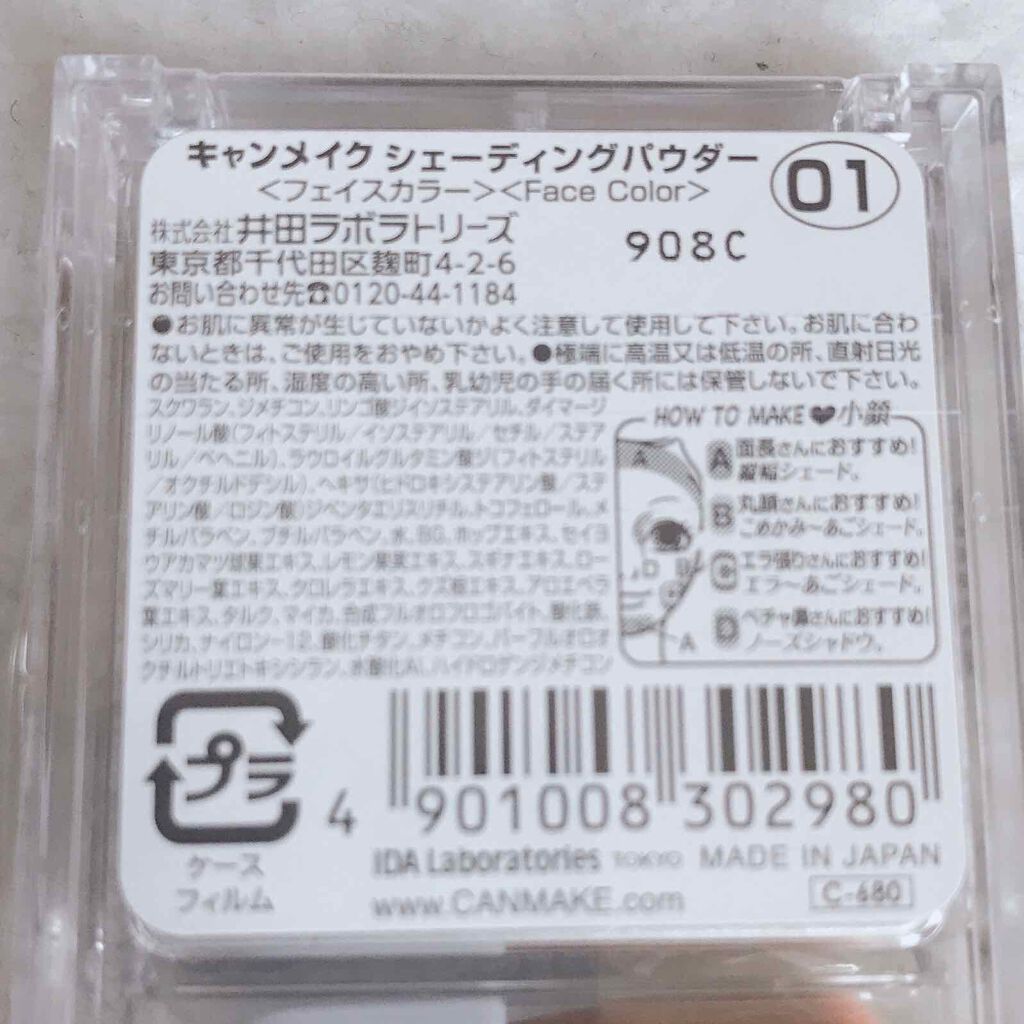 キャンメイク シェーディングパウダー
01
<フェイスカラー><Face Color>
株式会社 井田ラボラトリーズ
908C
東京都千代田区麹町4-2-6
お問い合わせ先☎0120-44-1184
●お肌に異常が生じていないかよく注意して使用して下さい。お肌に合わ
ないときは、ご使用をおやめ下さい。●極端に高温又は低温の所、直射日光
の当たる所、湿度の高い所、乳幼児の手の届く所には保管しないで下さい。
スクワラン、ジメチコン、リンゴ酸ジイソステアリル、ダイマージ
リノール酸(フィトステリル/イソステアリル/セチル/ステア
リル/ベヘニル)、ラウロイルグルタミン酸ジ(フィトステリル
/オクチルドデシル)、ヘキサ(ヒドロキシステアリン酸/ステ
アリン酸/ロジン酸)ジペンタエリスリチル、トコフェロール、メ
チルパラベン、ブチルパラベン、水、BG、ホップエキス、セイヨ
ウアカマツ球果エキス、レモン果実エキス、スギナエキス、ロー
ズマリー葉エキス、タロレラエキス、クズ根エキス、アロエベラ
葉エキス、タルク、マイカ、合成フルオロフロゴパイト、酸化鉄、
シリカ、ナイロン-12、酸化チタン、メチコン、パーフルオロオ
クチルトリエトキシシラン、水酸化Al、ハイドロゲンジメチコン
HOW TO MAKE♥小顔
A 面長さんにおすすめ!
縦幅シェード。
B 丸顔さんにおすすめ!
こめかみ~あごシェード。
C エラ張りさんにおすすめ!
エラ~あごシェード。
D ペチャ鼻さんにおすすめ!
ノーズシャドウ。
A
D B
C
A
プラ
ケース
フィルム
4 901008 302980
IDA Laboratories TOKYO MADE IN JAPAN
www.CANMAKE.com
C-480